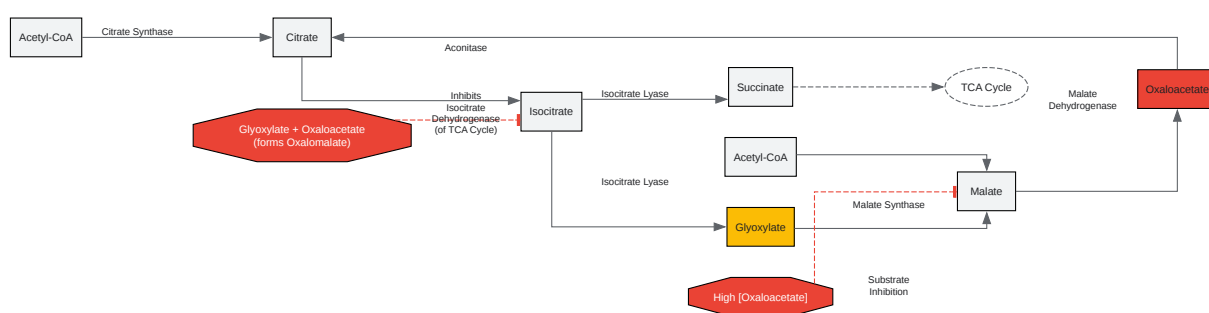 Acetyl-CoA
Citrate Synthase
Citrate
Aconitase
Inhibits
Isocitrate
Dehydrogenase
(of TCA Cycle)
Glyoxylate + Oxaloacetate
(forms Oxalomalate)
Isocitrate
Isocitrate Lyase
Succinate
TCA Cycle
Malate
Dehydrogenase
Oxaloacetate
Acetyl-CoA
Isocitrate Lyase
Malate
Malate Synthase
Glyoxylate
High [Oxaloacetate]
Substrate
Inhibition